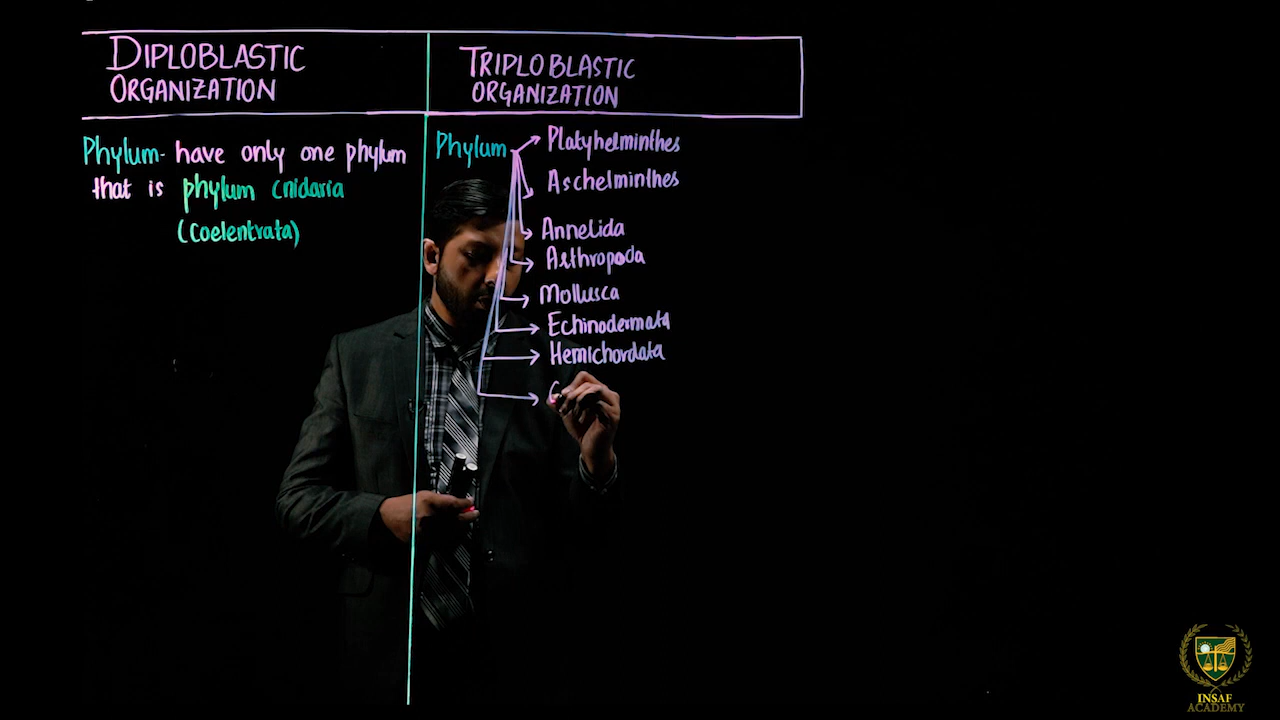 DIPLOBLASTIC
ORGANIZATION
TRIPLOBLASTIC
ORGANIZATION
Phylum- have only one phylum
that is phylum cnidaria
(coelentrata)
Phylum
Platyhelminthes
Aschelminthes
Annelida
Arthropoda
Mollusca
Echinodermata
Hemichordata
INSAF
ACADEMY